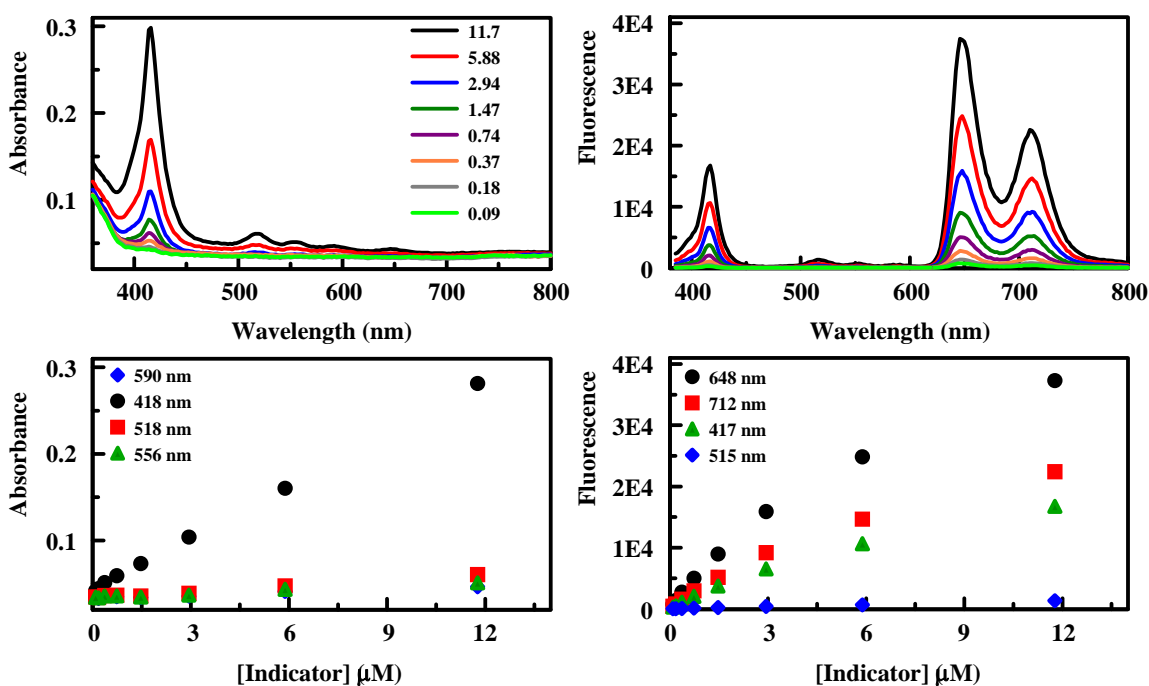 0.3
0.2
0.1
Absorbance
400
500
600
700
800
Wavelength (nm)
11.7
5.88
2.94
1.47
0.74
0.37
0.18
0.09
4E4
3E4
2E4
1E4
0
Fluorescence
400
500
600
700
800
Wavelength (nm)
0.3
0.2
0.1
Absorbance
0
3
6
9
12
[Indicator] (μM)
590 nm
418 nm
518 nm
556 nm
4E4
3E4
2E4
1E4
0
Fluorescence
0
3
6
9
12
[Indicator] (μM)
648 nm
712 nm
417 nm
515 nm